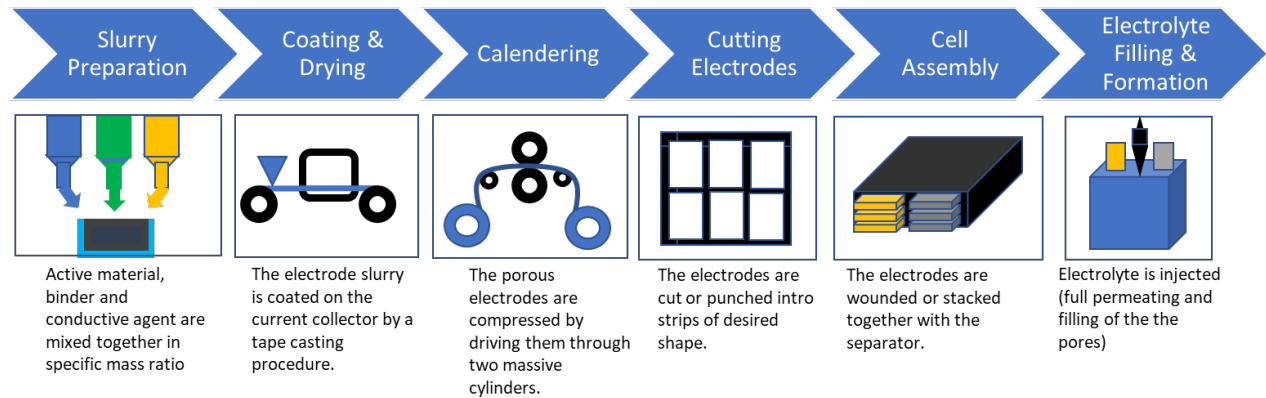 Slurry
Preparation
Coating &
Drying
Calendering
Cutting
Electrodes
Cell
Assembly
Electrolyte
Filling &
Formation
Active material,
binder and
conductive agent are
mixed together in
specific mass ratio
The electrode slurry
is coated on the
current collector by a
tape casting
procedure.
The porous
electrodes are
compressed by
driving them through
two massive
cylinders.
The electrodes are
cut or punched intro
strips of desired
shape.
The electrodes are
wounded or stacked
together with the
separator.
Electrolyte is injected
(full permeating and
filling of the the
pores)